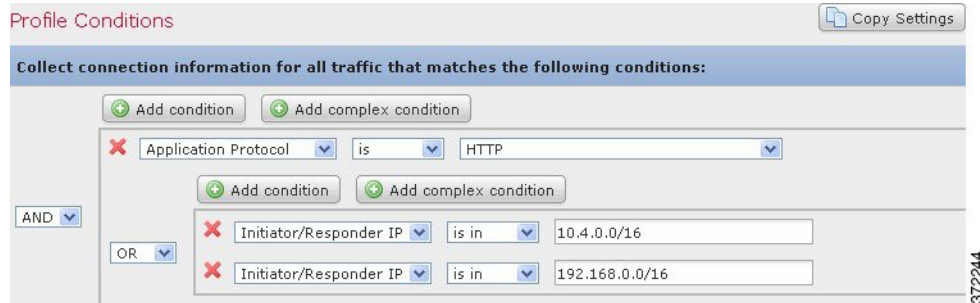 Profile Conditions
Copy Settings
Collect connection information for all traffic that matches the following conditions:
Add condition Add complex condition
Application Protocol is HTTP
Add condition Add complex condition
AND
Initiator/Responder IP is in 10.4.0.0/16
OR
Initiator/Responder IP is in 192.168.0.0/16
372244